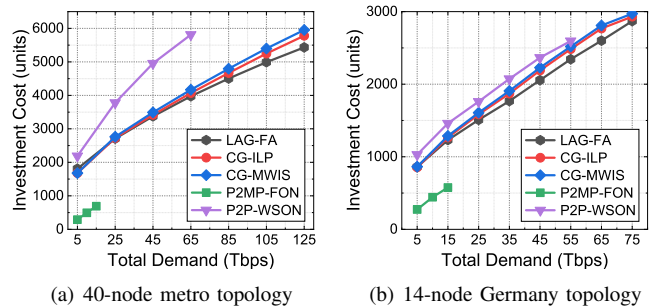 6500
6000
5000
4000
3000
2000
1000
0
Investment Cost (units)
5 25 45 65 85 105 125
Total Demand (Tbps)
LAG-FA
CG-ILP
CG-MWIS
P2MP-FON
P2P-WSON
(a) 40-node metro topology
3000
2000
1000
0
Investment Cost (units)
5 15 25 35 45 55 65 75
Total Demand (Tbps)
LAG-FA
CG-ILP
CG-MWIS
P2MP-FON
P2P-WSON
(b) 14-node Germany topology